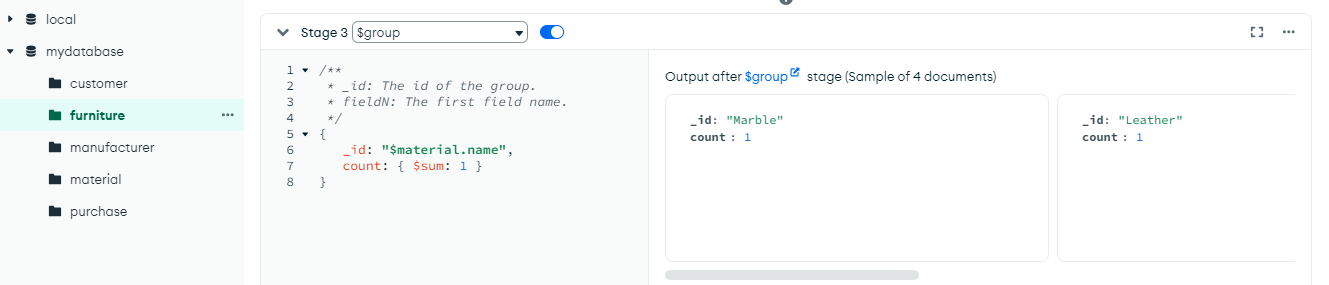 local
mydatabase
customer
furniture
manufacturer
material
purchase
Stage 3 $group
1 /**
2 * _id: The id of the group.
3 * fieldN: The first field name.
4 */
5 {
6 _id: "$material.name",
7 count: { $sum: 1 }
8 }
Output after $group stage (Sample of 4 documents)
_id: "Marble"
count : 1
_id: "Leather"
count : 1